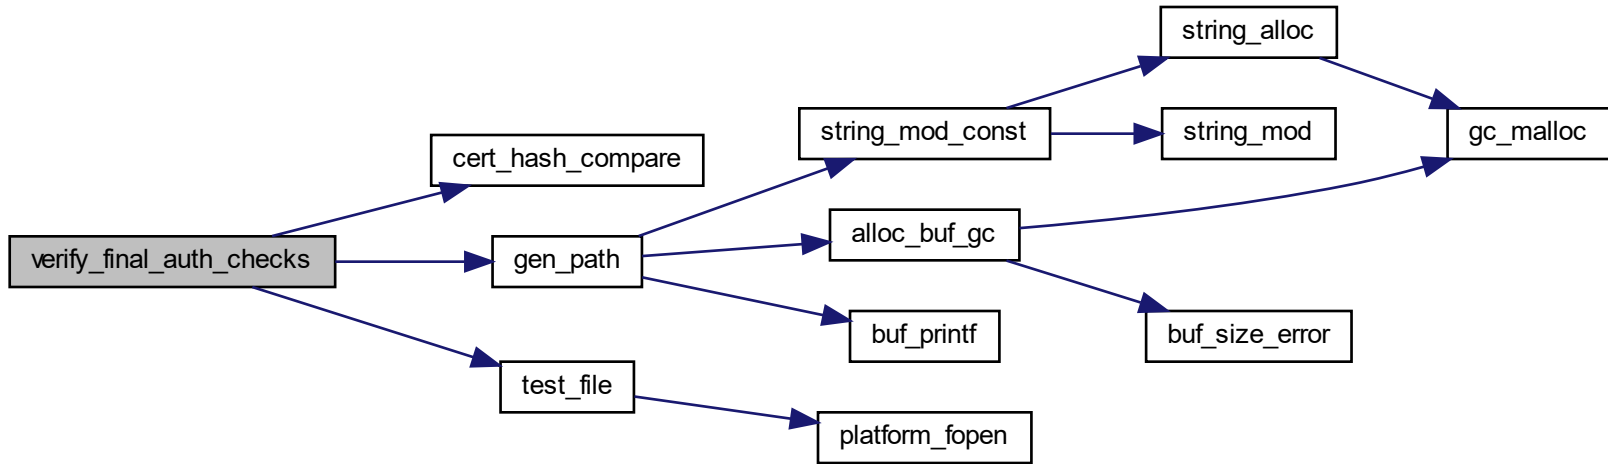 verify_final_auth_checks
cert_hash_compare
gen_path
test_file
string_mod_const
alloc_buf_gc
buf_printf
platform_fopen
string_alloc
string_mod
buf_size_error
gc_malloc